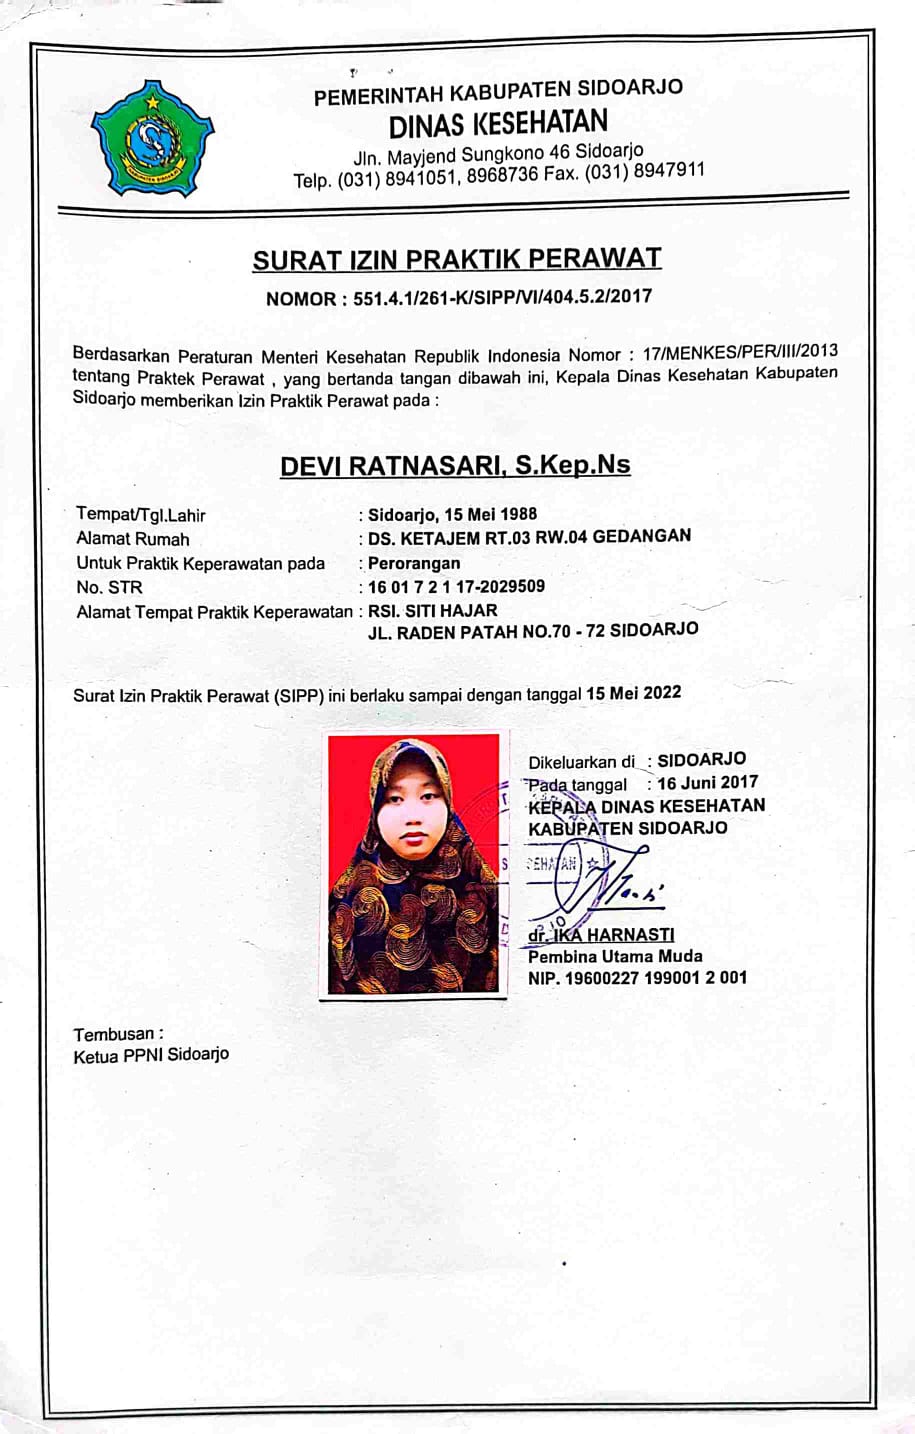 PEMERINTAH KABUPATEN SIDOARJO
DINAS KESEHATAN
Jln. Mayjend Sungkono 46 Sidoarjo
Telp. (031) 8941051, 8968736 Fax. (031) 8947911
KABUPATEN SIDOARJO
SURAT IZIN PRAKTIK PERAWAT
NOMOR : 551.4.1/261-K/SIPP/VI/404.5.2/2017
Berdasarkan Peraturan Menteri Kesehatan Republik Indonesia Nomor : 17/MENKES/PER/III/2013
tentang Praktek Perawat , yang bertanda tangan dibawah ini, Kepala Dinas Kesehatan Kabupaten
Sidoarjo memberikan Izin Praktik Perawat pada :
DEVI RATNASARI, S.Kep.Ns
Tempat/Tgl.Lahir : Sidoarjo, 15 Mei 1988
Alamat Rumah : DS. KETAJEM RT.03 RW.04 GEDANGAN
Untuk Praktik Keperawatan pada : Perorangan
No. STR : 16 01 7 2 1 17-2029509
Alamat Tempat Praktik Keperawatan : RSI. SITI HAJAR
JL. RADEN PATAH NO.70 - 72 SIDOARJO
Surat Izin Praktik Perawat (SIPP) ini berlaku sampai dengan tanggal 15 Mei 2022
Dikeluarkan di : SIDOARJO
Pada tanggal : 16 Juni 2017
KEPALA DINAS KESEHATAN
KABUPATEN SIDOARJO
dr. IKA HARNASTI
Pembina Utama Muda
NIP. 19600227 199001 2 001
Tembusan :
Ketua PPNI Sidoarjo